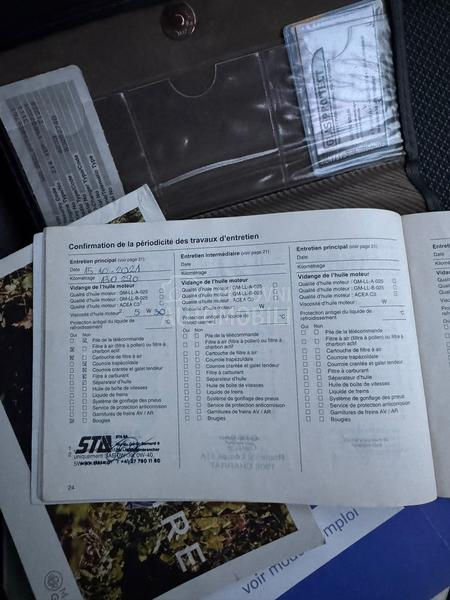 Confirmation de la périodicité des travaux d'entretien
Entretien principal (voir page 21)
Date 15.10.2021
Kilométrage
Vidange de l'huile moteur
Qualité d'huile moteur : GM-LL-A-025
Qualité d'huile moteur : GM-LL-B-025
Qualité d'huile moteur : ACEA C3
Viscosité d'huile moteur 5 W 30
Protection antigel du liquide de
refroidissement °C
Oui Non
Pile de la télécommande
Filtre à air (filtre à pollen) ou filtre à
charbon actif
Cartouche de filtre à air
Courroie trapézoïdale
Courroie crantée et galet tendeur
Filtre à carburant
Séparateur d'huile
Huile de boîte de vitesses
Liquide de freins
Système de gonflage des pneus
Service de protection anticorrosion
Garnitures de freins AV / AR
Bougies
STA
24
Entretien intermédiaire (voir page 21)
Date
Kilométrage
Vidange de l'huile moteur
Qualité d'huile moteur : GM-LL-A-025
Qualité d'huile moteur : GM-LL-B-025
Qualité d'huile moteur : ACEA C3
Viscosité d'huile moteur W
Protection antigel du liquide de
refroidissement °C
Oui Non
Pile de la télécommande
Filtre à air (filtre à pollen) ou filtre à
charbon actif
Cartouche de filtre à air
Courroie trapézoïdale
Courroie crantée et galet tendeur
Filtre à carburant
Séparateur d'huile
Huile de boîte de vitesses
Liquide de freins
Système de gonflage des pneus
Service de protection anticorrosion
Garnitures de freins AV / AR
Bougies
Entretien principal (voir page 21)
Date
Kilométrage
Vidange de l'huile moteur
Qualité d'huile moteur : GM-LL-A-025
Qualité d'huile moteur : GM-LL-B-025
Qualité d'huile moteur : ACEA C3
Viscosité d'huile moteur W
Protection antigel du liquide de
refroidissement °C
Oui Non
Pile de la télécommande
Filtre à air (filtre à pollen) ou filtre à
charbon actif
Cartouche de filtre à air
Courroie trapézoïdale
Courroie crantée et galet tendeur
Filtre à carburant
Séparateur d'huile
Huile de boîte de vitesses
Liquide de freins
Système de gonflage des pneus
Service de protection anticorrosion
Garnitures de freins AV / AR
Bougies
RE
voir mode d'emploi